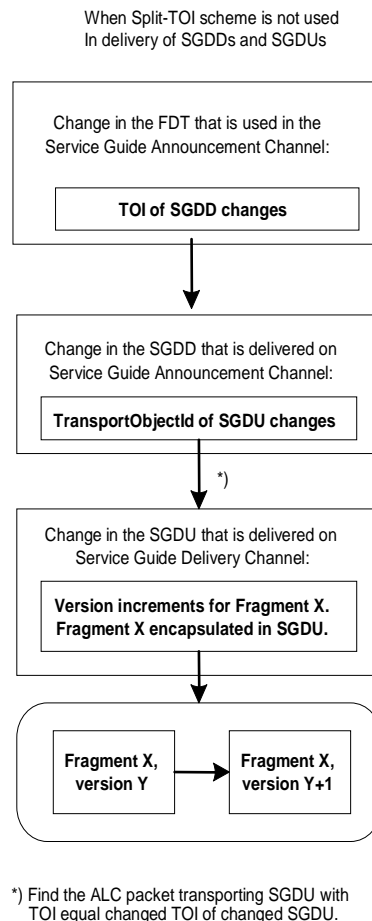 When Split-TOI scheme is not used
In delivery of SGDDs and SGDUs
Change in the FDT that is used in the
Service Guide Announcement Channel:
TOI of SGDD changes
Change in the SGDD that is delivered on
Service Guide Announcement Channel:
TransportObjectId of SGDU changes
*)
Change in the SGDU that is delivered on
Service Guide Delivery Channel:
Version increments for Fragment X.
Fragment X encapsulated in SGDU.
Fragment X,
version Y
Fragment X,
version Y+1
*) Find the ALC packet transporting SGDU with
TOI equal changed TOI of changed SGDU.